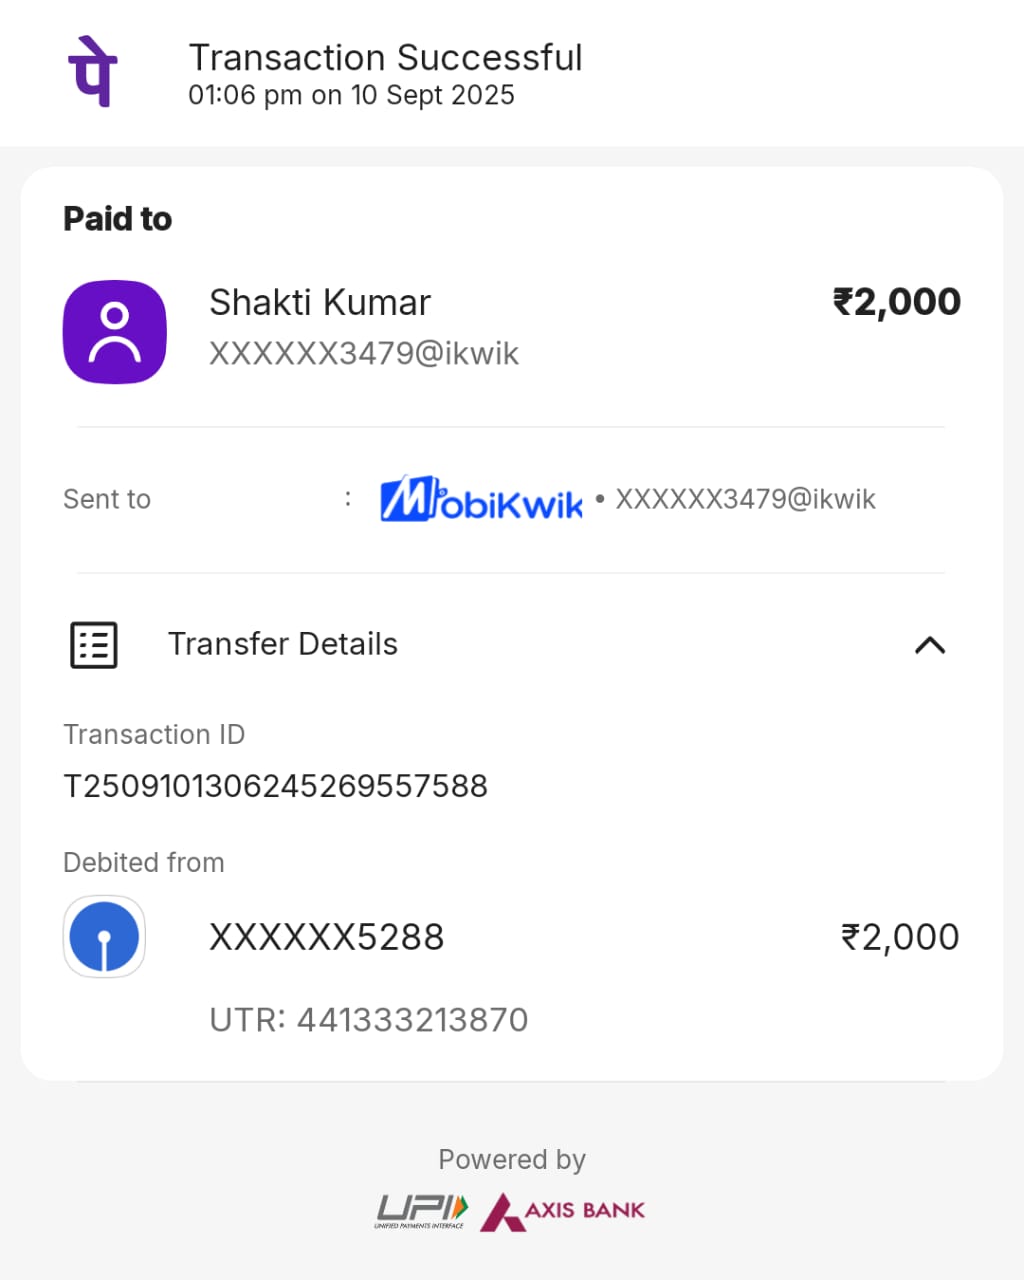 पे
Transaction Successful
01:06 pm on 10 Sept 2025
Paid to
Shakti Kumar
₹2,000
XXXXXX3479@ikwik
Sent to : MobiKwik • XXXXXX3479@ikwik
Transfer Details
Transaction ID
T2509101306245269557588
Debited from
XXXXXX5288 ₹2,000
UTR: 441333213870
Powered by
UPI AXIS BANK
UNIFIED PAYMENTS INTERFACE